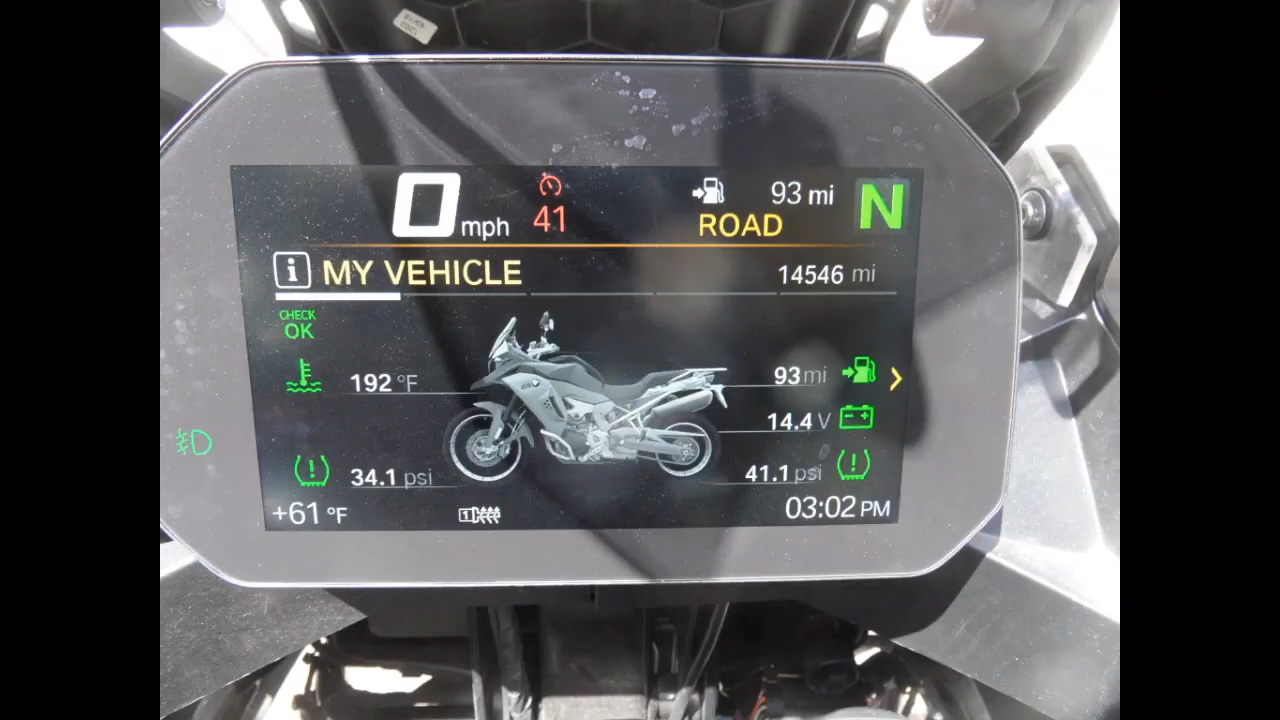 0 mph 41 93 mi N
ROAD
i MY VEHICLE 14546 mi
CHECK
OK
192 °F 93 mi
14.4 V
34.1 psi 41.1 psi
+61 °F 1 03:02 PM